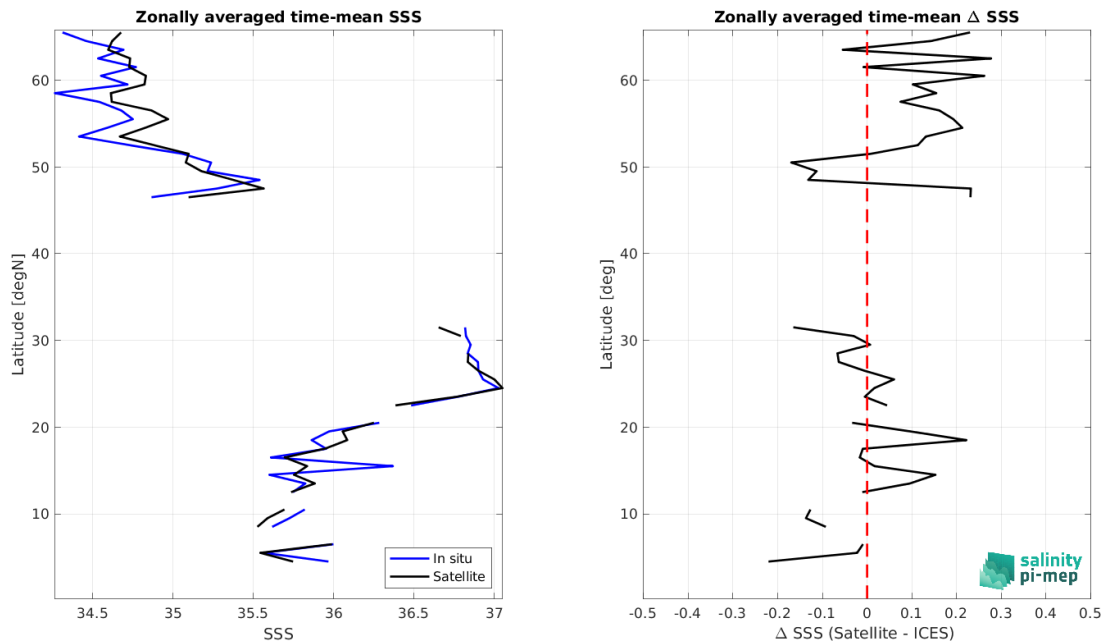 Zonally averaged time-mean SSS
60
50
40
30
20
10
Latitude [degN]
34.5 35 35.5 36 36.5 37
SSS
In situ
Satellite
Zonally averaged time-mean Δ SSS
60
50
40
30
20
10
Latitude [deg]
-0.5 -0.4 -0.3 -0.2 -0.1 0 0.1 0.2 0.3 0.4 0.5
Δ SSS (Satellite - ICES)
salinity
pi-mep